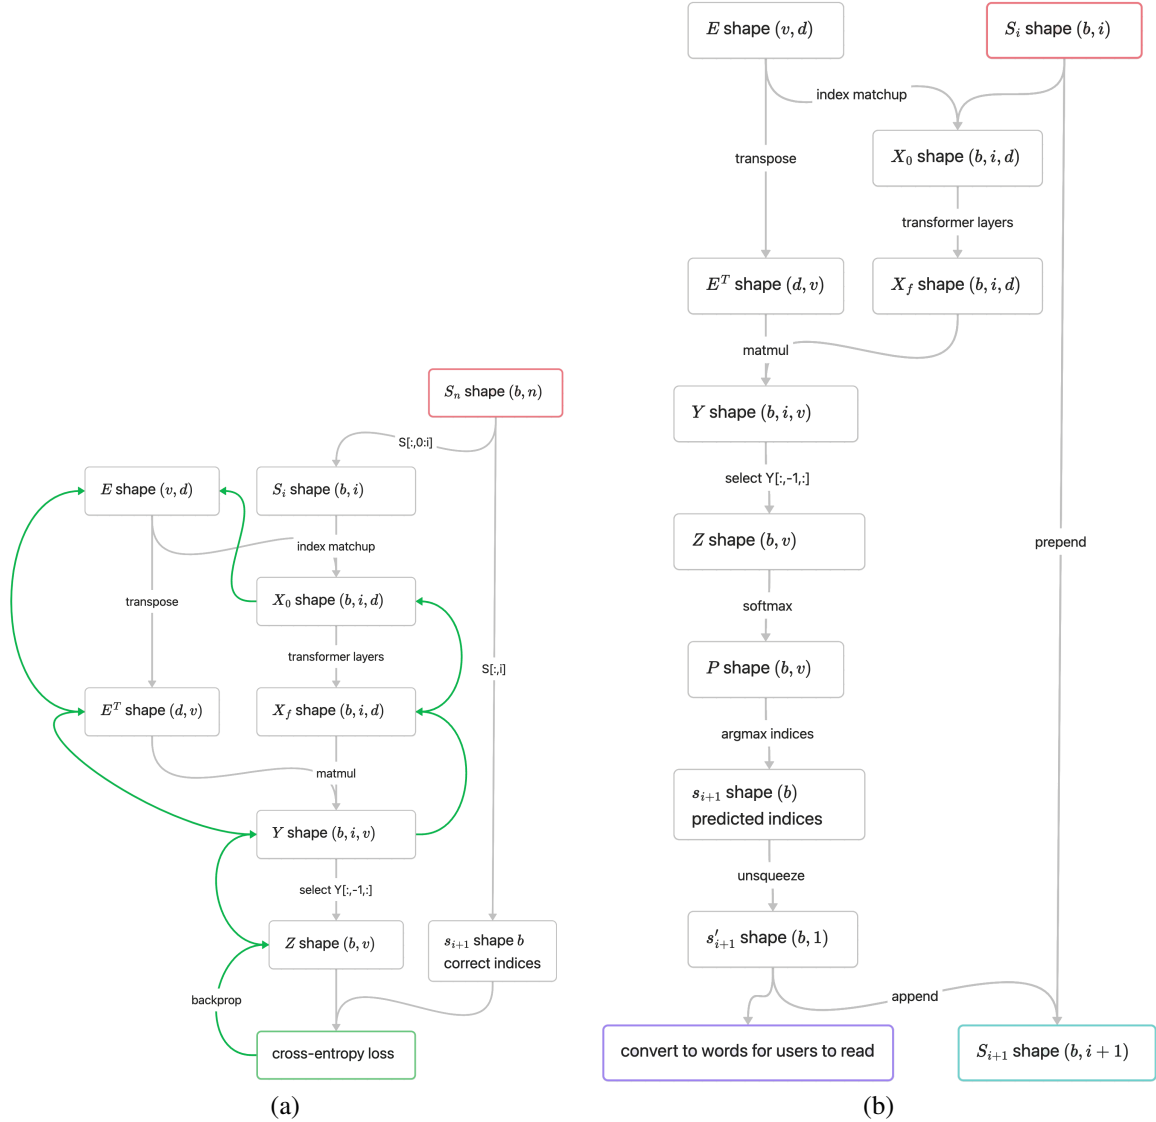 S_n shape (b, n)
S[:,0:i]
E shape (v, d)
S_i shape (b, i)
index matchup
transpose
X_0 shape (b, i, d)
transformer layers
S[:,i]
E^T shape (d, v)
X_f shape (b, i, d)
matmul
Y shape (b, i, v)
select Y[:,-1,:]
Z shape (b, v)
s_{i+1} shape b
correct indices
backprop
cross-entropy loss
(a)
E shape (v, d)
S_i shape (b, i)
index matchup
transpose
X_0 shape (b, i, d)
transformer layers
E^T shape (d, v)
X_f shape (b, i, d)
matmul
Y shape (b, i, v)
select Y[:,-1,:]
Z shape (b, v)
prepend
softmax
P shape (b, v)
argmax indices
s_{i+1} shape (b)
predicted indices
unsqueeze
s'_{i+1} shape (b, 1)
append
convert to words for users to read
S_{i+1} shape (b, i + 1)
(b)